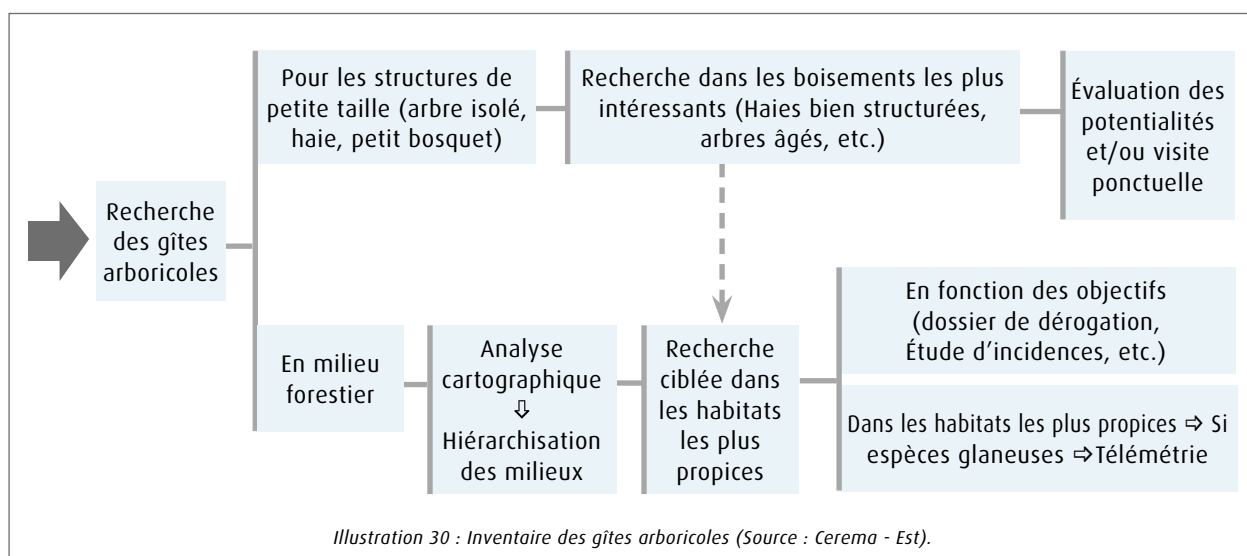 Recherche
des gîtes
arboricoles
Pour les structures de
petite taille (arbre isolé,
haie, petit bosquet)
Recherche dans les boisements les plus
intéressants (Haies bien structurées,
arbres âgés, etc.)
Évaluation des
potentialités
et/ou visite
ponctuelle
En milieu
forestier
Analyse
cartographique
⇩
Hiérarchisation
des milieux
Recherche
ciblée dans
les habitats
les plus
propices
En fonction des objectifs
(dossier de dérogation,
Étude d’incidences, etc.)
Dans les habitats les plus propices ⇨ Si
espèces glaneuses ⇨Télémétrie
Illustration 30 : Inventaire des gîtes arboricoles (Source : Cerema - Est).